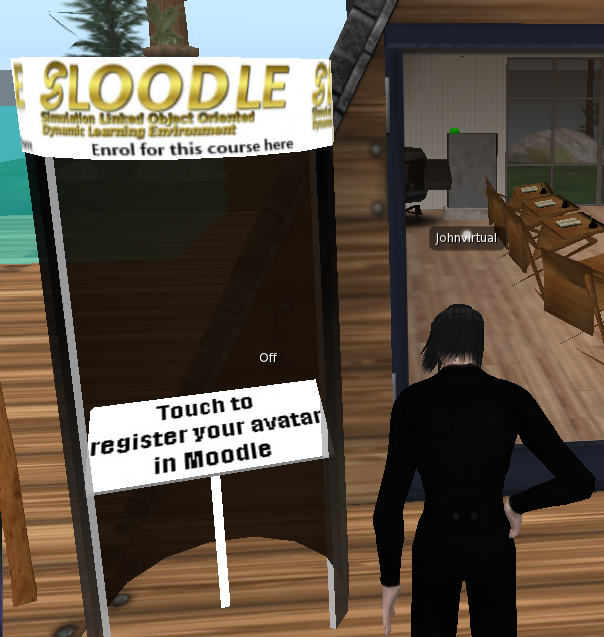 SLOODLE
Simulation Linked Object Oriented
Dynamic Learning Environment
Enrol for this course here
Johnvirtual
Off
Touch to
register your avatar
in Moodle